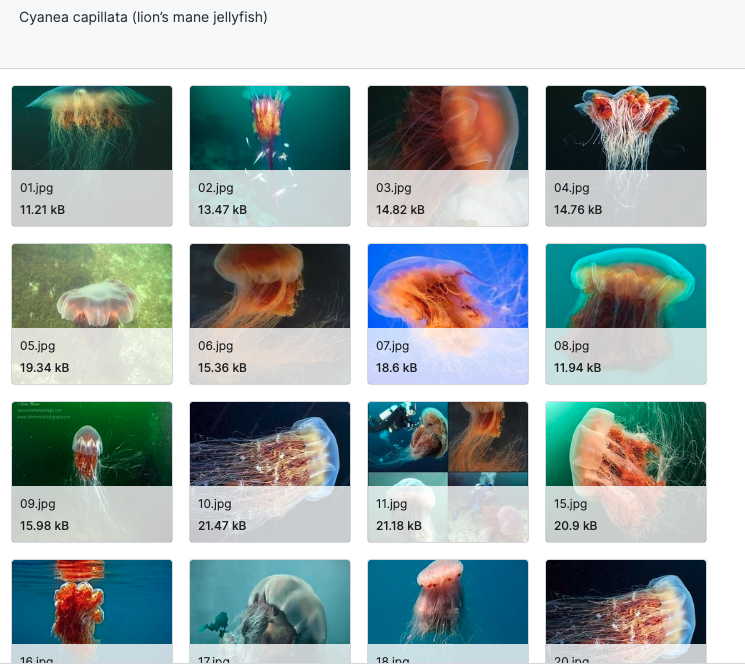 Cyanea capillata (lion’s mane jellyfish)
01.jpg
11.21 kB
02.jpg
13.47 kB
03.jpg
14.82 kB
04.jpg
14.76 kB
05.jpg
19.34 kB
06.jpg
15.36 kB
07.jpg
18.6 kB
08.jpg
11.94 kB
09.jpg
15.98 kB
10.jpg
21.47 kB
11.jpg
21.18 kB
15.jpg
20.9 kB
16.jpg
17.jpg
18.jpg
20.jpg